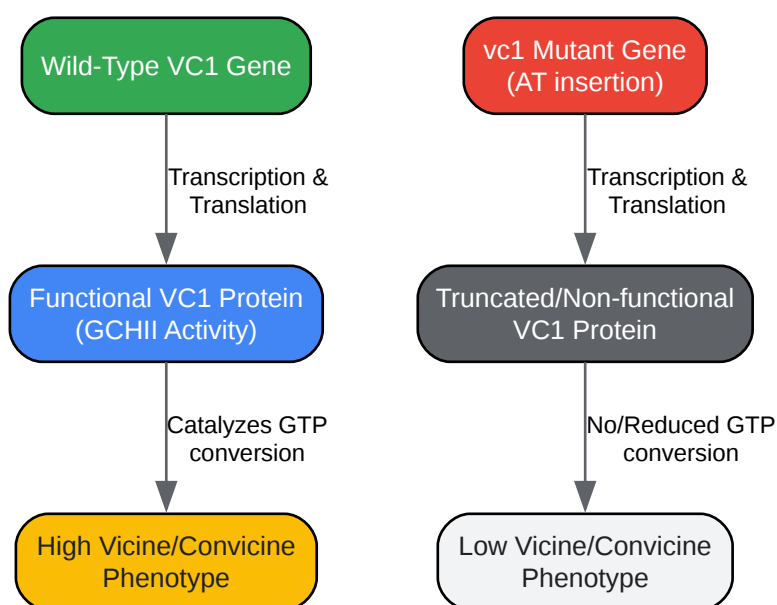 Wild-Type VC1 Gene
Transcription &
Translation
Functional VC1 Protein
(GCHII Activity)
Catalyzes GTP
conversion
High Vicine/Convicine
Phenotype
vc1 Mutant Gene
(AT insertion)
Transcription &
Translation
Truncated/Non-functional
VC1 Protein
No/Reduced GTP
conversion
Low Vicine/Convicine
Phenotype